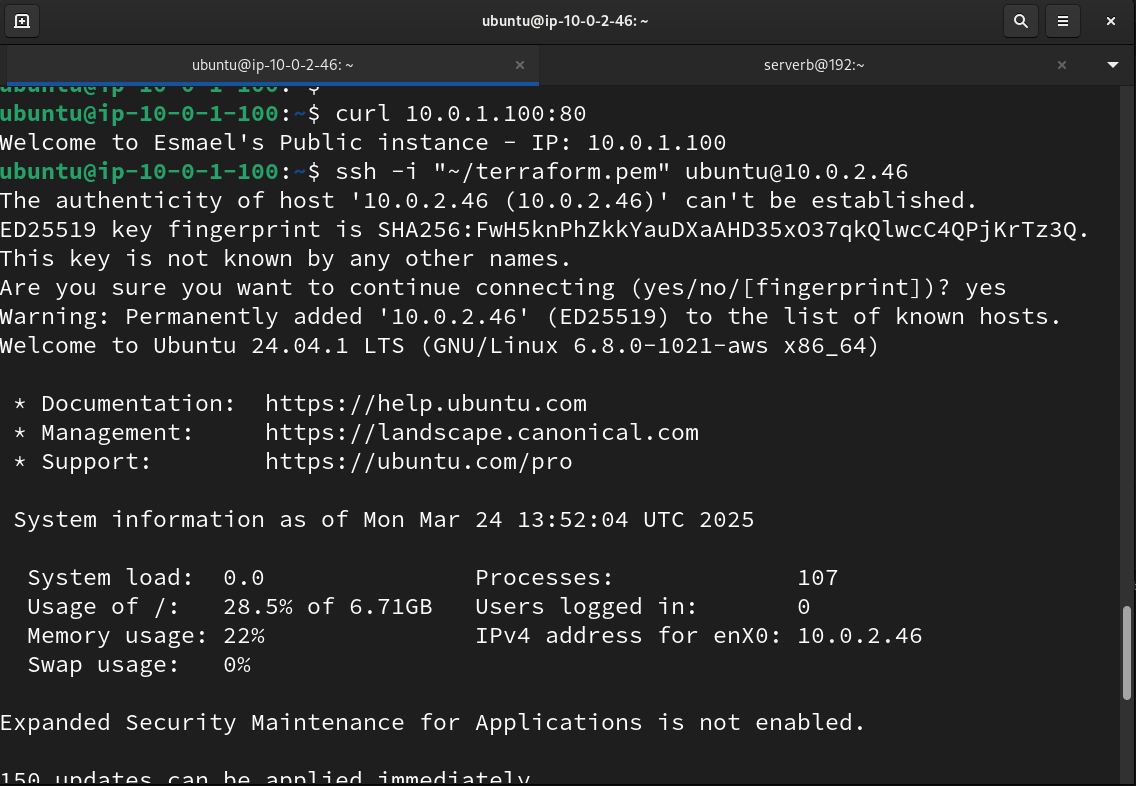 ubuntu@ip-10-0-2-46: ~
ubuntu@ip-10-0-2-46: ~
serverb@192:~
ubuntu@ip-10-0-1-100:~$
ubuntu@ip-10-0-1-100:~$ curl 10.0.1.100:80
Welcome to Esmael's Public instance - IP: 10.0.1.100
ubuntu@ip-10-0-1-100:~$ ssh -i "~/terraform.pem" ubuntu@10.0.2.46
The authenticity of host '10.0.2.46 (10.0.2.46)' can't be established.
ED25519 key fingerprint is SHA256:FwH5knPhZkkYauDXaAHD35xO37qkQlwcC4QPjKrTz3Q.
This key is not known by any other names.
Are you sure you want to continue connecting (yes/no/[fingerprint])? yes
Warning: Permanently added '10.0.2.46' (ED25519) to the list of known hosts.
Welcome to Ubuntu 24.04.1 LTS (GNU/Linux 6.8.0-1021-aws x86_64)
* Documentation:  https://help.ubuntu.com
* Management:     https://landscape.canonical.com
* Support:        https://ubuntu.com/pro
System information as of Mon Mar 24 13:52:04 UTC 2025
System load:  0.0               Processes:             107
Usage of /:   28.5% of 6.71GB   Users logged in:       0
Memory usage: 22%               IPv4 address for enX0: 10.0.2.46
Swap usage:   0%
Expanded Security Maintenance for Applications is not enabled.
150 updates can be applied immediately